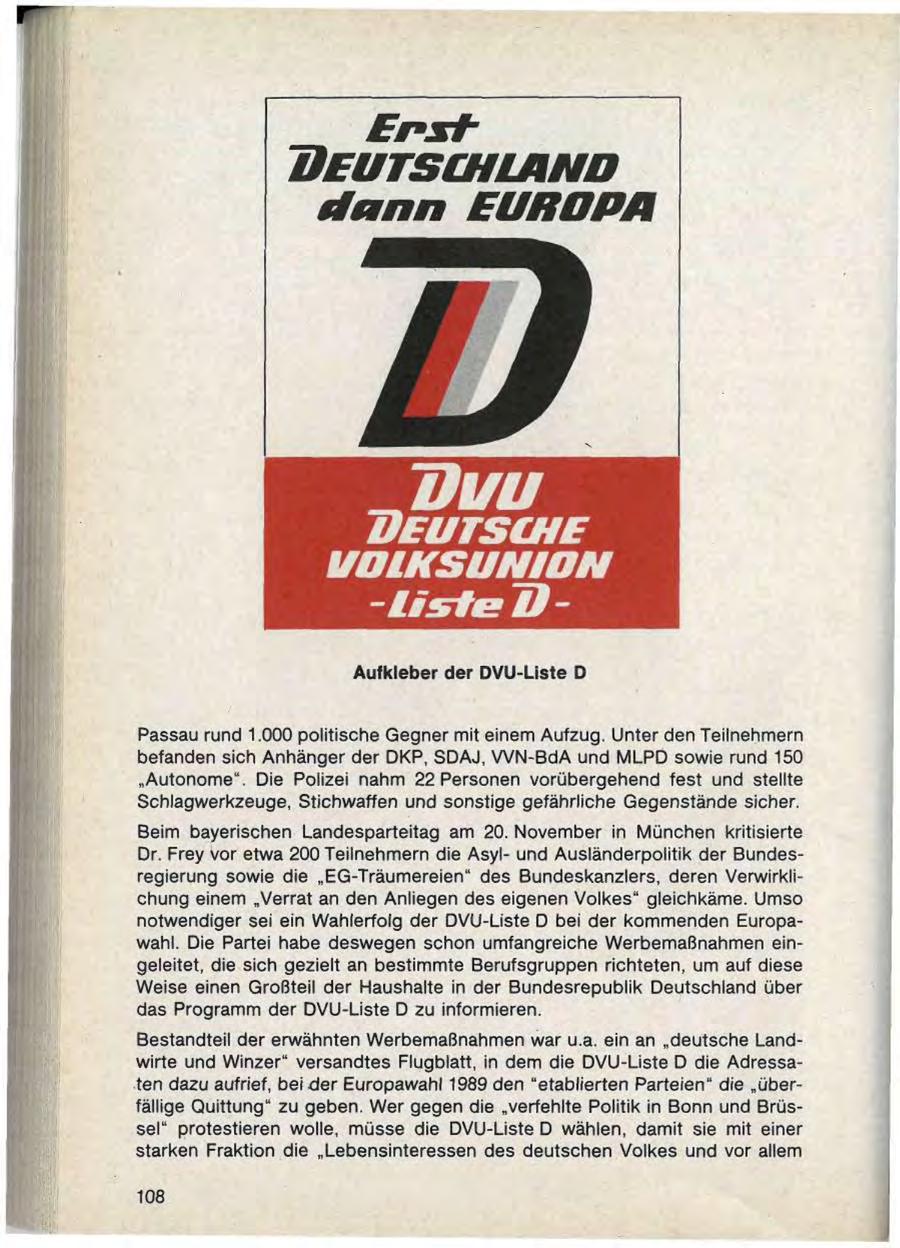 Erst
DEUTSCHLAND
dann EUROPA
D
DVU
DEUTSCHE
VOLKSUNION
-Liste D-
Aufkleber der DVU-Liste D
Passau rund 1.000 politische Gegner mit einem Aufzug. Unter den Teilnehmern
befanden sich Anhänger der DKP, SDAJ, VVN-BdA und MLPD sowie rund 150
„Autonome“. Die Polizei nahm 22 Personen vorübergehend fest und stellte
Schlagwerkzeuge, Stichwaffen und sonstige gefährliche Gegenstände sicher.
Beim bayerischen Landesparteitag am 20. November in München kritisierte
Dr. Frey vor etwa 200 Teilnehmern die Asyl- und Ausländerpolitik der Bundes-
regierung sowie die „EG-Träumereien“ des Bundeskanzlers, deren Verwirkli-
chung einem „Verrat an den Anliegen des eigenen Volkes“ gleichkäme. Umso
notwendiger sei ein Wahlerfolg der DVU-Liste D bei der kommenden Europa-
wahl. Die Partei habe deswegen schon umfangreiche Werbemaßnahmen ein-
geleitet, die sich gezielt an bestimmte Berufsgruppen richteten, um auf diese
Weise einen Großteil der Haushalte in der Bundesrepublik Deutschland über
das Programm der DVU-Liste D zu informieren.
Bestandteil der erwähnten Werbemaßnahmen war u.a. ein an „deutsche Land-
wirte und Winzer“ versandtes Flugblatt, in dem die DVU-Liste D die Adressa-
ten dazu aufrief, bei der Europawahl 1989 den "etablierten Parteien“ die „über-
fällige Quittung“ zu geben. Wer gegen die „verfehlte Politik in Bonn und Brüs-
sel“ protestieren wolle, müsse die DVU-Liste D wählen, damit sie mit einer
starken Fraktion die „Lebensinteressen des deutschen Volkes und vor allem
108